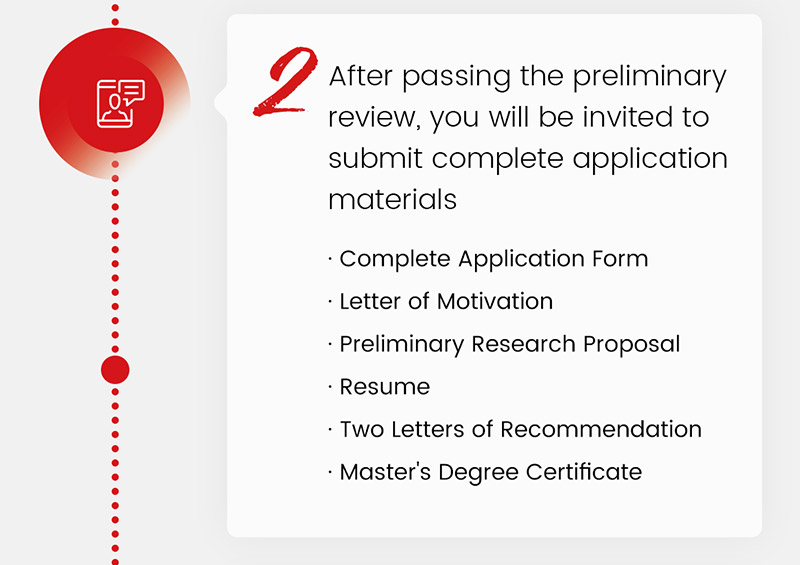 2
After passing the preliminary
review, you will be invited to
submit complete application
materials
· Complete Application Form
· Letter of Motivation
· Preliminary Research Proposal
· Resume
· Two Letters of Recommendation
· Master's Degree Certificate